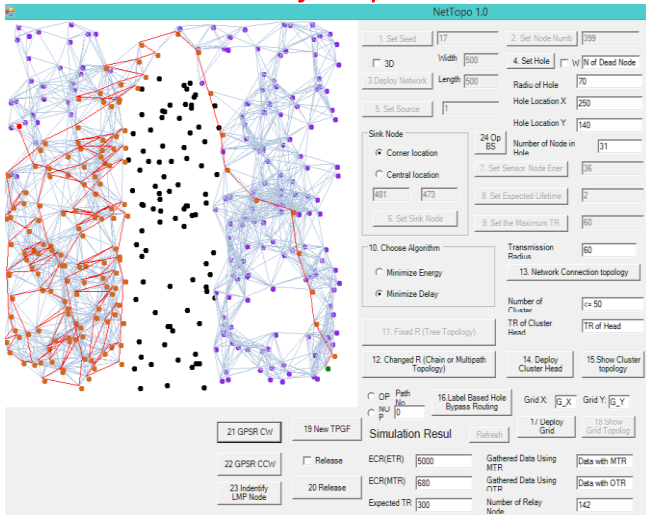 NetTopo 1.0
1. Set Seed 17 2. Set Node Numb 399
3D Width 500 4. Set Hole W N of Dead Node
3.Deploy Network Length 500 Radiu of Hole 70
Hole Location X 250
5. Set Source 1
Hole Location Y 140
Sink Node 24 Op BS Number of Node in Hole 31
Corner location
7. Set Sensor Node Ener 36
Central location
481 473 8. Set Expected Lifetime 2
6. Set Sink Node 9. Set the Maximum TR 60
10. Choose Algorithm Transmission Radius 60
Minimize Energy 13. Network Connection topology
Minimize Delay
Number of Cluster <= 50
11. Fixed R (Tree Topology) TR of Cluster Head TR of Head
12. Changed R (Chain or Multipath Topology) 14. Deploy Cluster Head 15.Show Cluster topology
OP Path No 16.Label Based Hole Bypass Routing Grid X: G_X Grid Y: G_Y
NO P 0
21 GPSR CW 19 New TPGF Simulation Resul Refresh 17 Deploy Grid 18 Show Grid Topolog
22 GPSR CCW Release ECR(ETR) 5000 Gathered Data Using MTR Data with MTR
23 Indentify LMP Node 20 Release ECR(MTR) 680 Gathered Data Using OTR Data with OTR
Expected TR 300 Number of Relay Node 142